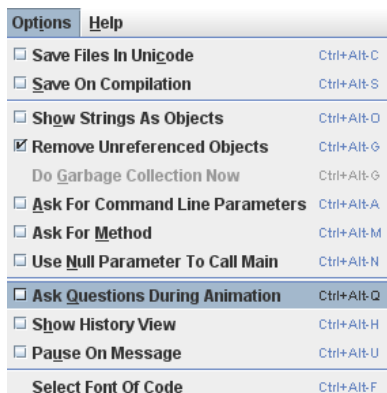 Options Help
Save Files In Unicode Ctrl+Alt-C
Save On Compilation Ctrl+Alt-S
Show Strings As Objects Ctrl+Alt-O
Remove Unreferenced Objects Ctrl+Alt-G
Do Garbage Collection Now Ctrl+Alt-G
Ask For Command Line Parameters Ctrl+Alt-A
Ask For Method Ctrl+Alt-M
Use Null Parameter To Call Main Ctrl+Alt-N
Ask Questions During Animation Ctrl+Alt-Q
Show History View Ctrl+Alt-H
Pause On Message Ctrl+Alt-U
Select Font Of Code Ctrl+Alt-F